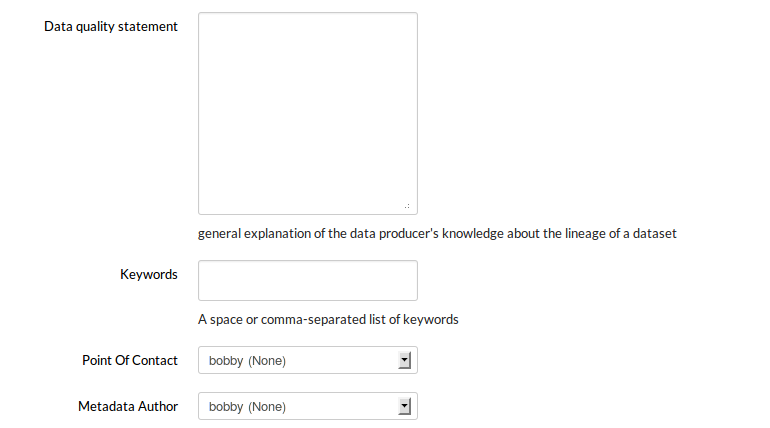 Data quality statement
general explanation of the data producer's knowledge about the lineage of a dataset
Keywords
A space or comma-separated list of keywords
Point Of Contact bobby (None)
Metadata Author bobby (None)